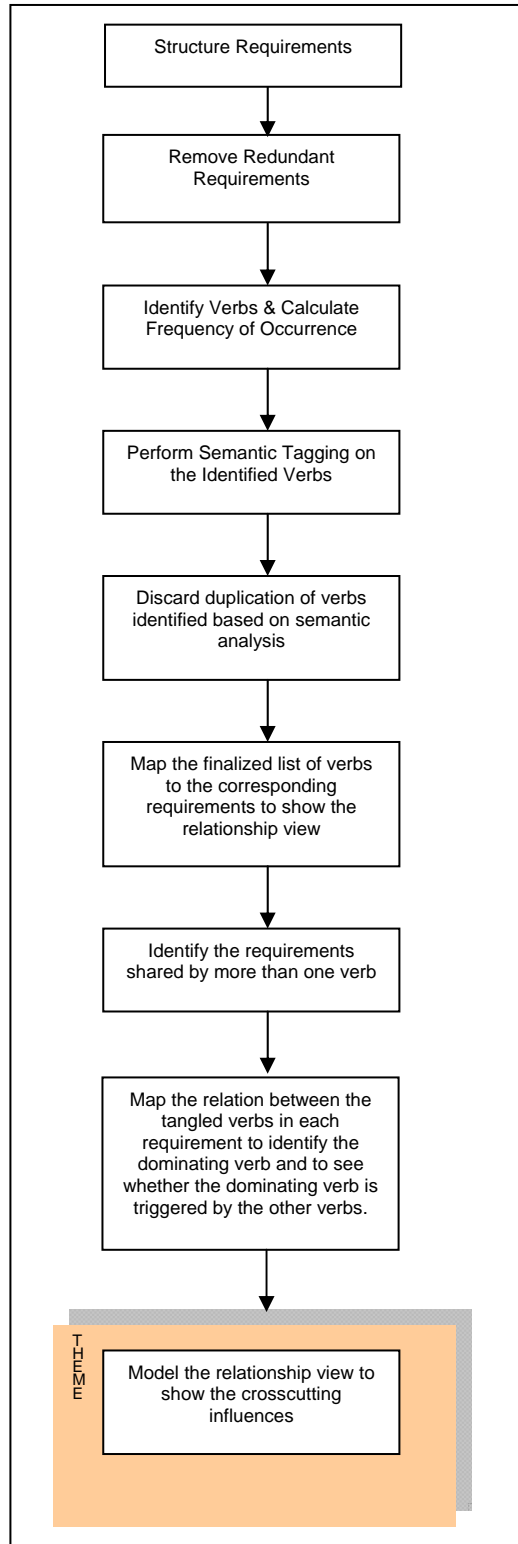 Structure Requirements
Remove Redundant
Requirements
Identify Verbs & Calculate
Frequency of Occurrence
Perform Semantic Tagging on
the Identified Verbs
Discard duplication of verbs
identified based on semantic
analysis
Map the finalized list of verbs
to the corresponding
requirements to show the
relationship view
Identify the requirements
shared by more than one verb
Map the relation between the
tangled verbs in each
requirement to identify the
dominating verb and to see
whether the dominating verb is
triggered by the other verbs.
THEME
Model the relationship view to
show the crosscutting
influences